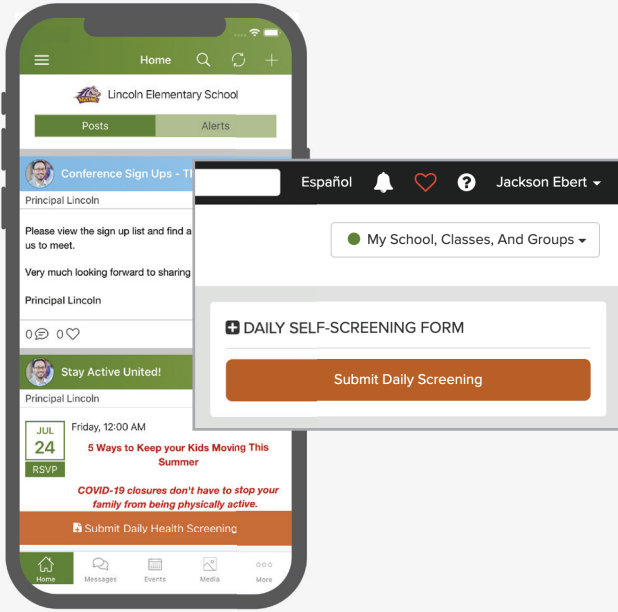 Home
Lincoln Elementary School
Posts
Alerts
Conference Sign Ups - Th
Principal Lincoln
Please view the sign up list and find a
us to meet.
Very much looking forward to sharing
Principal Lincoln
0 0
Stay Active United!
Principal Lincoln
JUL
24
RSVP
Friday, 12:00 AM
5 Ways to Keep your Kids Moving This
Summer
COVID-19 closures don't have to stop your
family from being physically active.
Submit Daily Health Screening
Home
Messages
Events
Media
More
Español
Jackson Ebert
My School, Classes, And Groups
DAILY SELF-SCREENING FORM
Submit Daily Screening